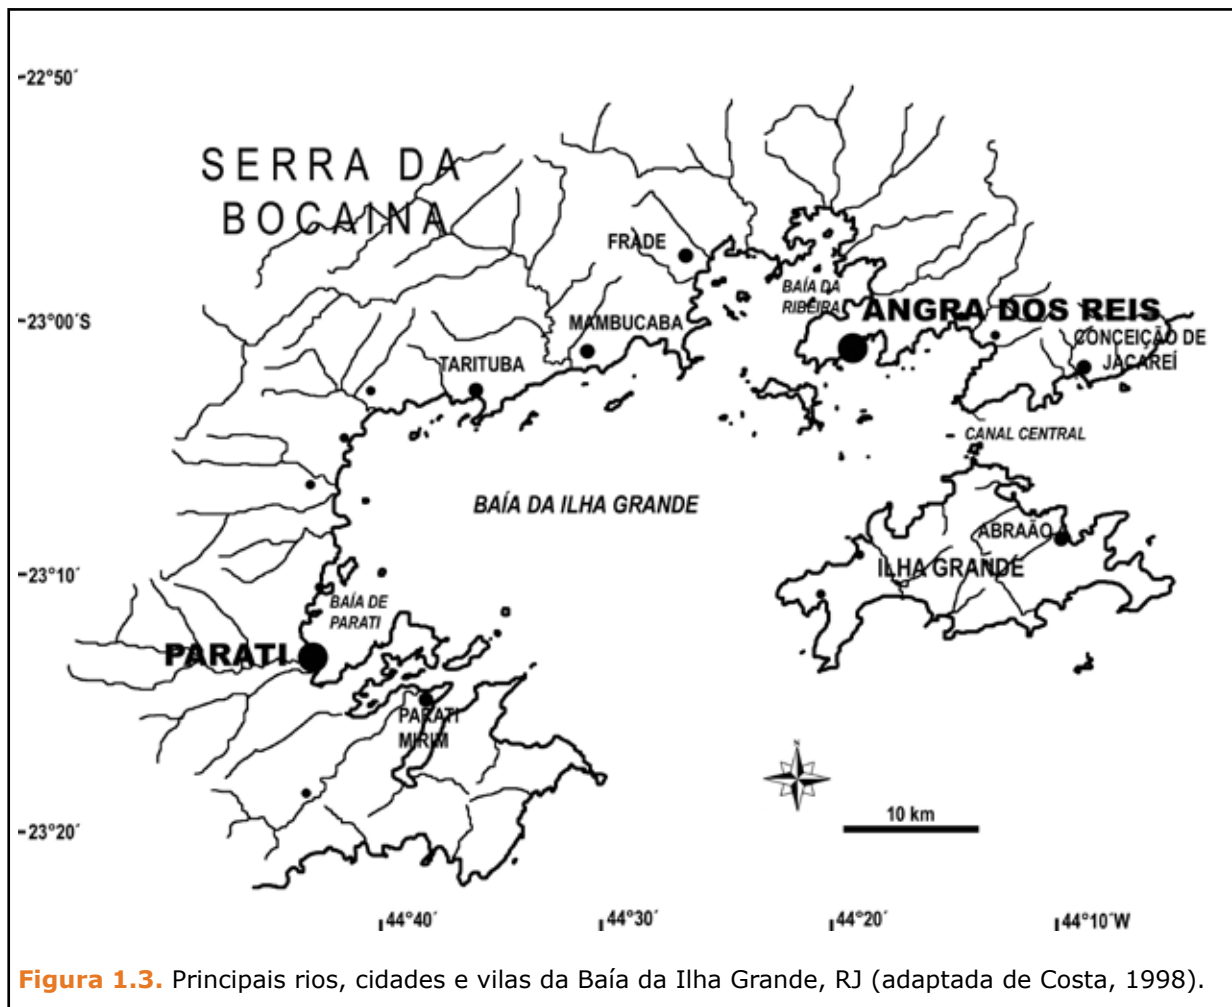 22°50´
SERRA DA
BOCAINA
FRADE
BAÍA DA
RIBEIRA
ANGRA DOS REIS
23°00´S
MAMBUCABA
CONCEIÇÃO DE
JACAREÍ
TARITUBA
CANAL CENTRAL
BAÍA DA ILHA GRANDE
ABRAÃO
ILHA GRANDE
23°10´
BAÍA DE
PARATI
PARATI
PARATI
MIRIM
N
10 km
23°20´
44°40´
44°30´
44°20´
44°10´W
Figura 1.3. Principais rios, cidades e vilas da Baía da Ilha Grande, RJ (adaptada de Costa, 1998).